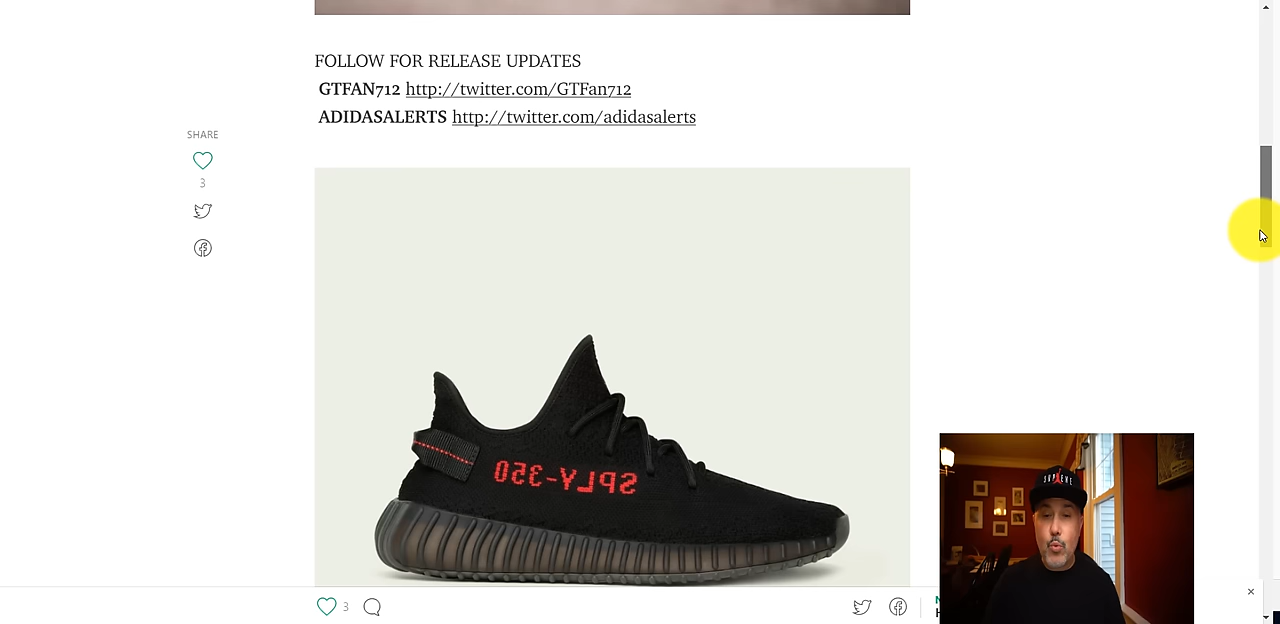 FOLLOW FOR RELEASE UPDATES
GTFAN712 http://twitter.com/GTFan712
ADIDASALERTS http://twitter.com/adidasalerts
SHARE
3
SPLY-350
SUPREME
3